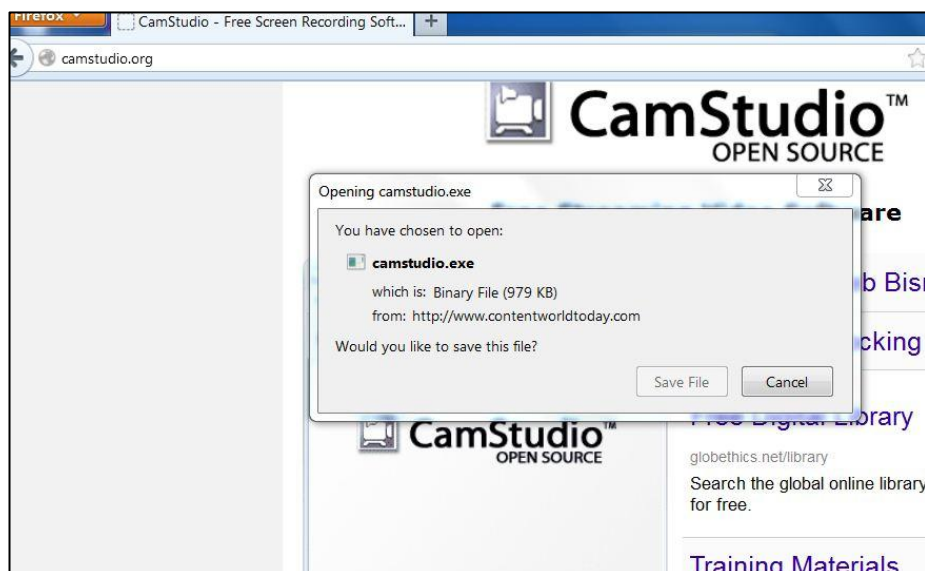 Firefox
CamStudio - Free Screen Recording Soft... +
camstudio.org
CamStudio™
OPEN SOURCE
Opening camstudio.exe
are
You have chosen to open:
camstudio.exe
which is: Binary File (979 KB)
b Bisn
from: http://www.contentworldtoday.com
Would you like to save this file?
cking
Save File Cancel
Free Digital Library
CamStudio™
OPEN SOURCE
globethics.net/library
Search the global online library
for free.
Training Materials